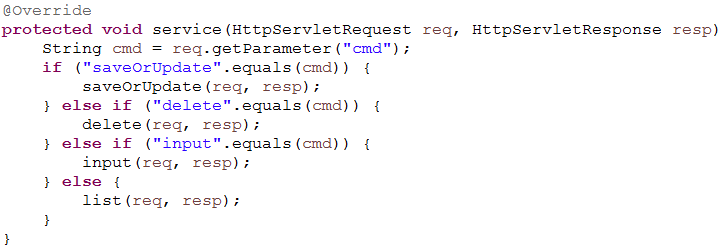 @Override
protected void service(HttpServletRequest req, HttpServletResponse resp)
    String cmd = req.getParameter("cmd");
    if ("saveOrUpdate".equals(cmd)) {
        saveOrUpdate(req, resp);
    } else if ("delete".equals(cmd)) {
        delete(req, resp);
    } else if ("input".equals(cmd)) {
        input(req, resp);
    } else {
        list(req, resp);
    }
}